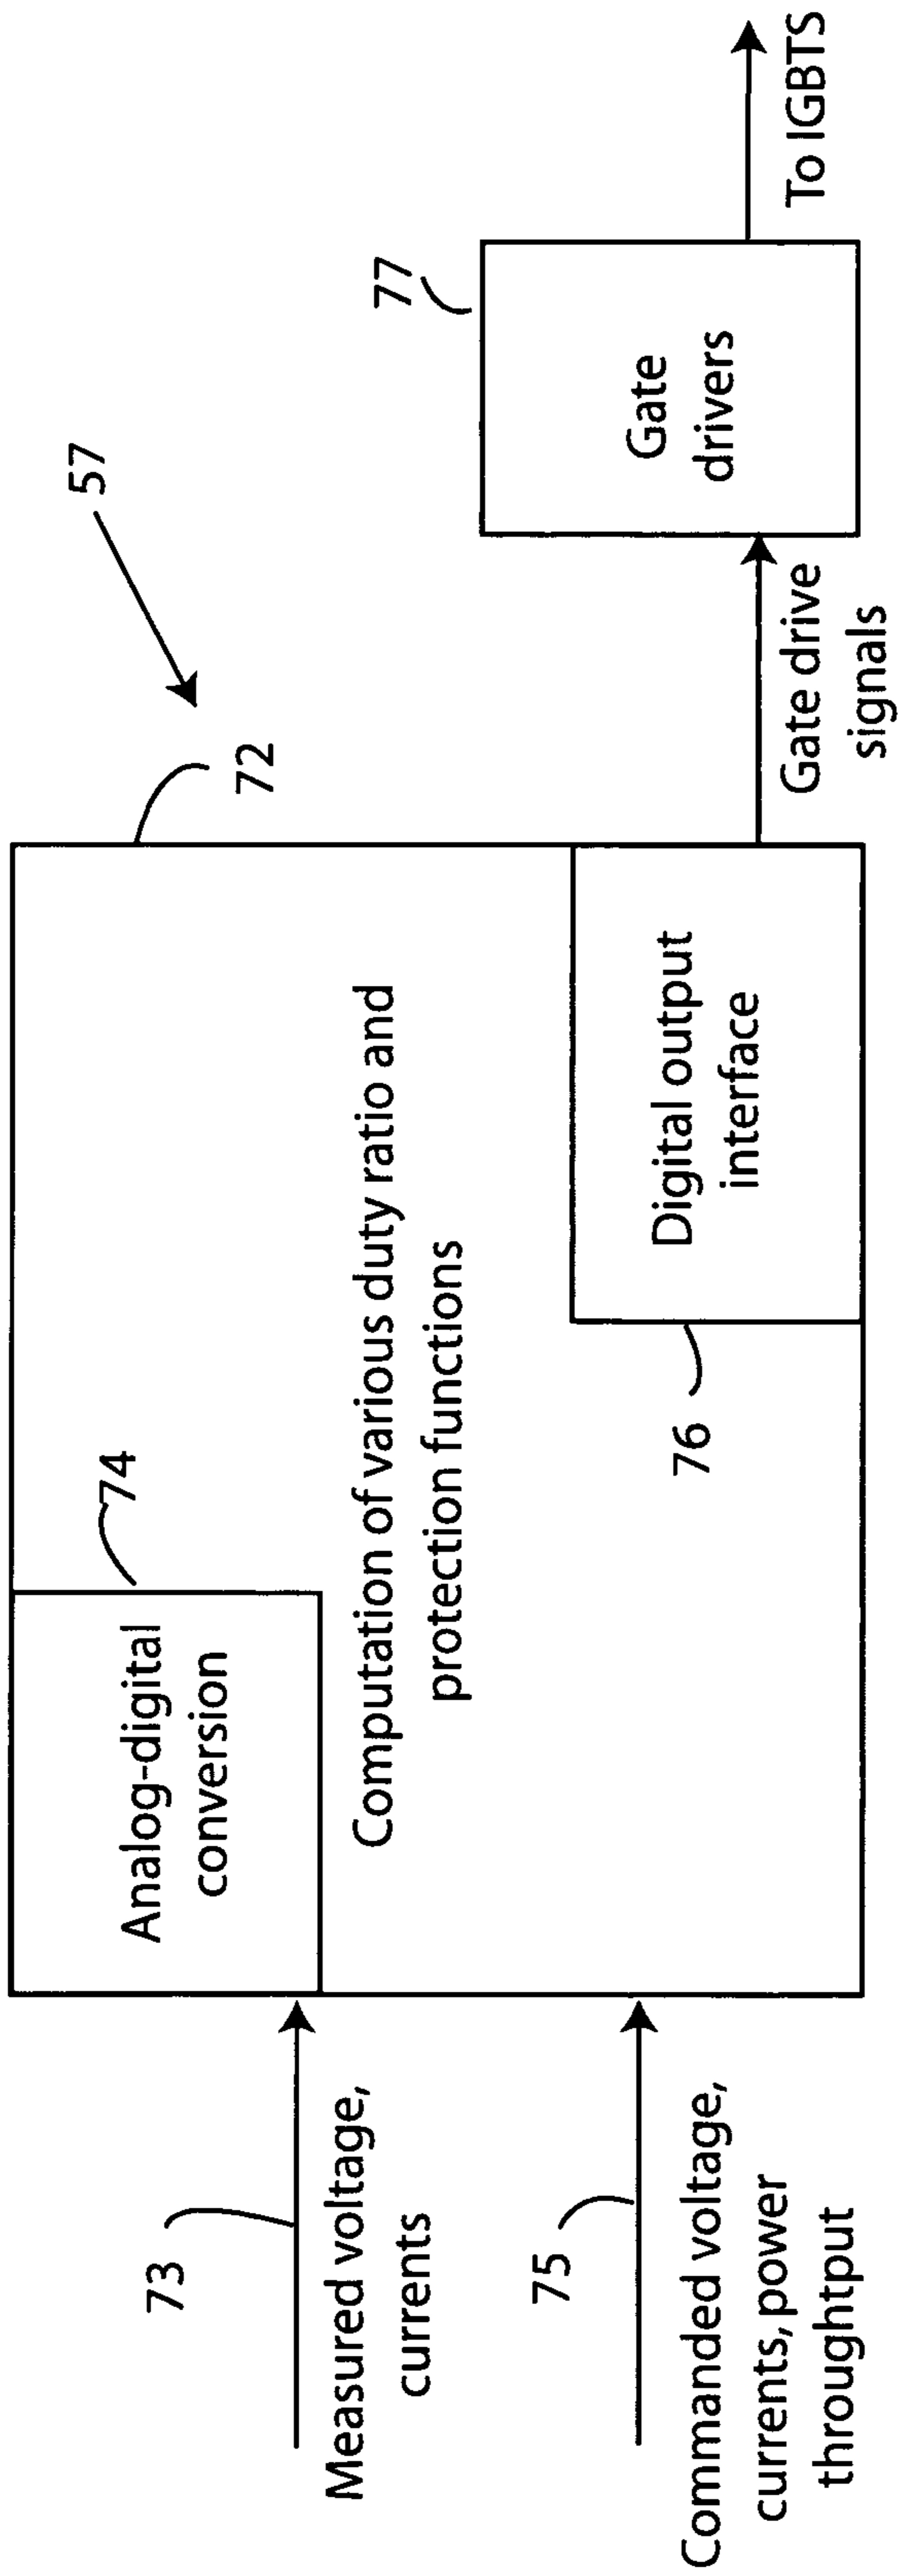 57
72
74
Analog-digital
conversion
73
Measured voltage,
currents
Computation of various duty ratio and
protection functions
75
Commanded voltage,
currents, power
throughtput
76
Digital output
interface
Gate drive
signals
77
Gate
drivers
To IGBTS